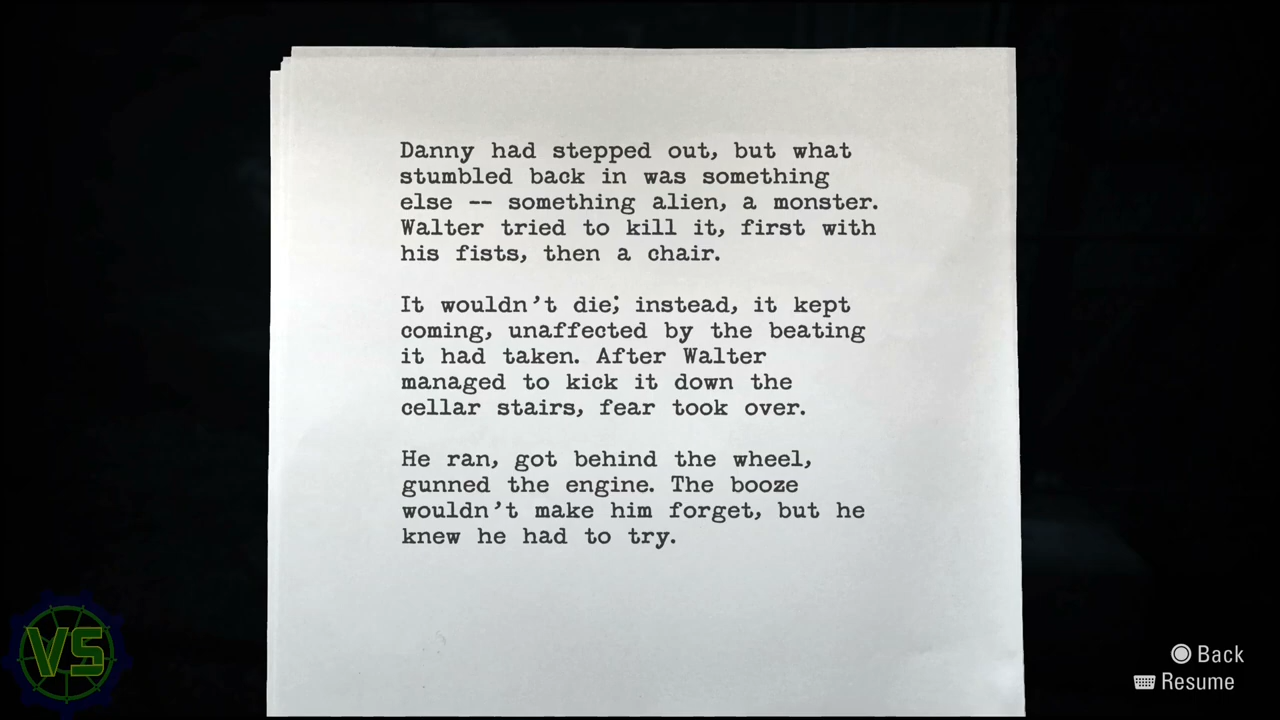 Danny had stepped out, but what
stumbled back in was something
else -- something alien, a monster.
Walter tried to kill it, first with
his fists, then a chair.
It wouldn't die; instead, it kept
coming, unaffected by the beating
it had taken. After Walter
managed to kick it down the
cellar stairs, fear took over.
He ran, got behind the wheel,
gunned the engine. The booze
wouldn't make him forget, but he
knew he had to try.
VS
Back
Resume